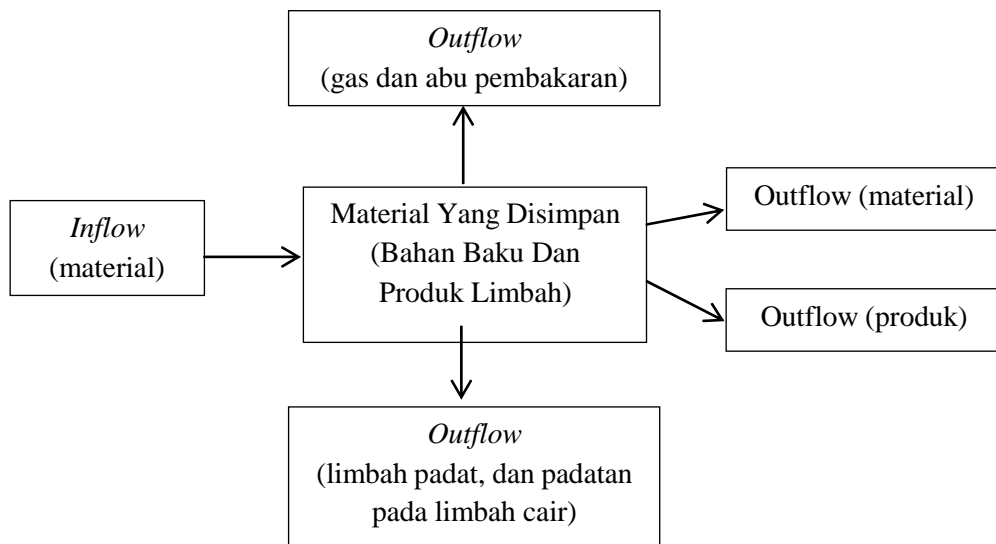 Outflow
(gas dan abu pembakaran)
Inflow
(material)
Material Yang Disimpan
(Bahan Baku Dan
Produk Limbah)
Outflow (material)
Outflow (produk)
Outflow
(limbah padat, dan padatan
pada limbah cair)